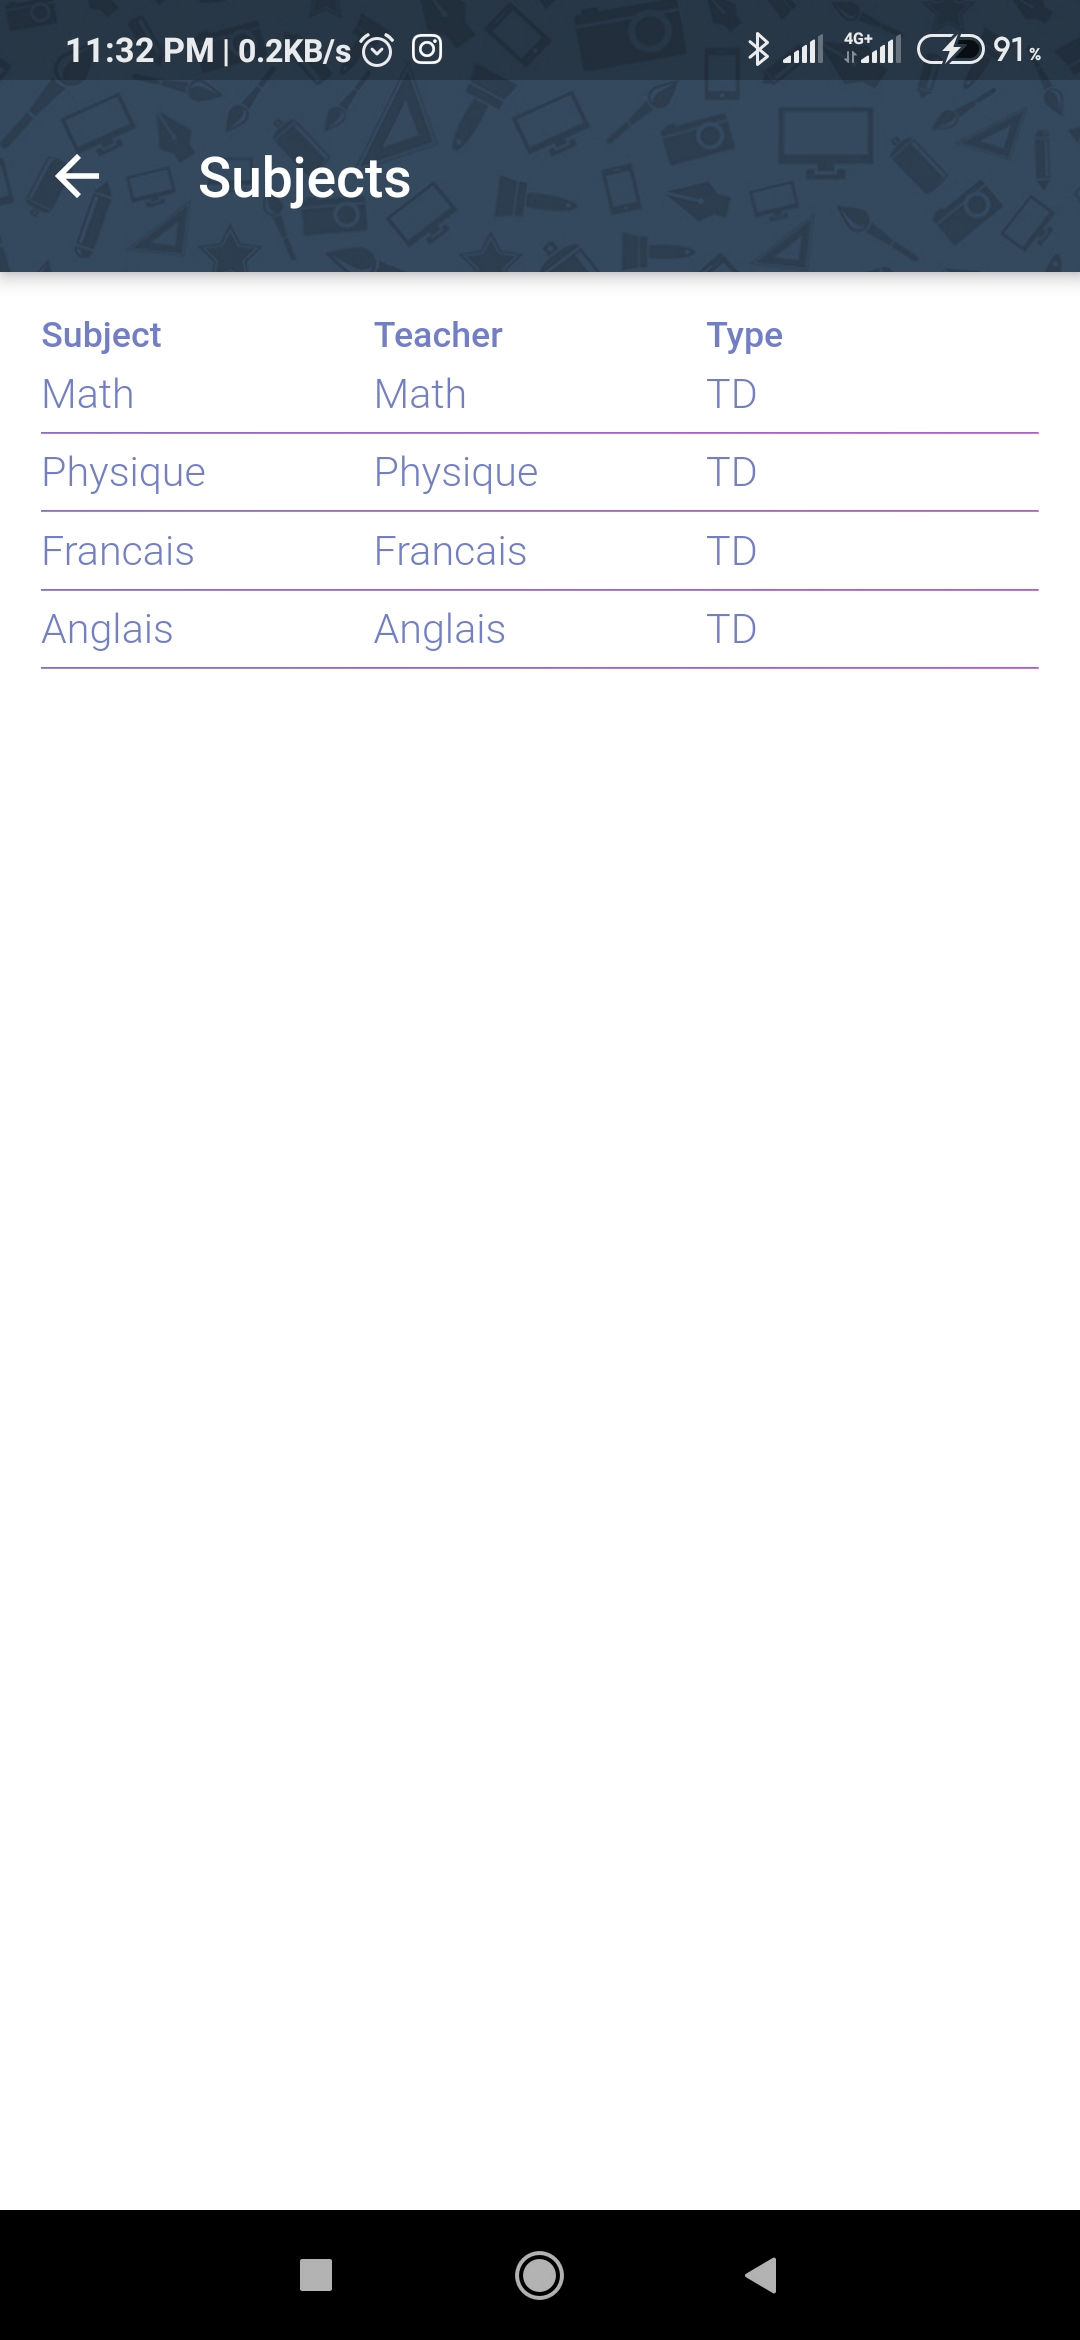 11:32 PM | 0.2KB/s 4G+ 91%
Subjects
Subject Teacher Type
Math Math TD
Physique Physique TD
Francais Francais TD
Anglais Anglais TD